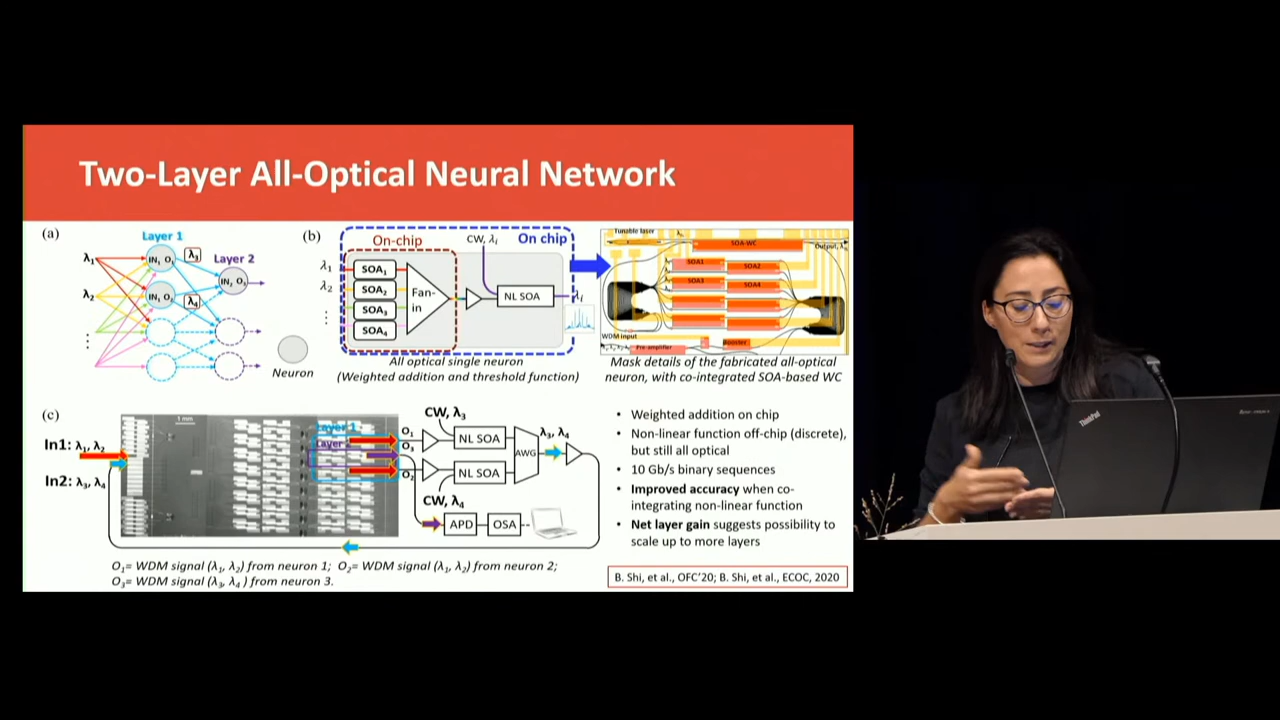 Two-Layer All-Optical Neural Network
(a)
Layer 1
λ₁
IN, O₁
λ₃
Layer 2
IN, O₃
λ₂
IN, O₁
λ₄
⋮
Neuron
(b)
On-chip
CW, λᵢ
On chip
λ₁
λ₂
⋮
SOA₁
SOA₂
SOA₃
SOA₄
Fan-
in
NL SOA
λᵢ
All optical single neuron
(Weighted addition and threshold function)
Tunable laser
SOA-WC
SOA1
SOA2
SOA3
SOA4
WDM input
Pre-amplifier
Booster
Mask details of the fabricated all-optical
neuron, with co-integrated SOA-based WC
(c)
1 mm
In1: λ₁, λ₂
In2: λ₃, λ₄
Layer 1
O₁
O₃
O₂
CW, λ₃
NL SOA
NL SOA
CW, λ₄
AWG
λ₃, λ₄
APD
OSA
O₁= WDM signal (λ₁, λ₂) from neuron 1; O₂= WDM signal (λ₁, λ₂) from neuron 2;
O₃= WDM signal (λ₃, λ₄ ) from neuron 3.
• Weighted addition on chip
• Non-linear function off-chip (discrete),
but still all optical
• 10 Gb/s binary sequences
• Improved accuracy when co-
integrating non-linear function
• Net layer gain suggests possibility to
scale up to more layers
B. Shi, et al., OFC'20; B. Shi, et al., ECOC, 2020
ThinkPad